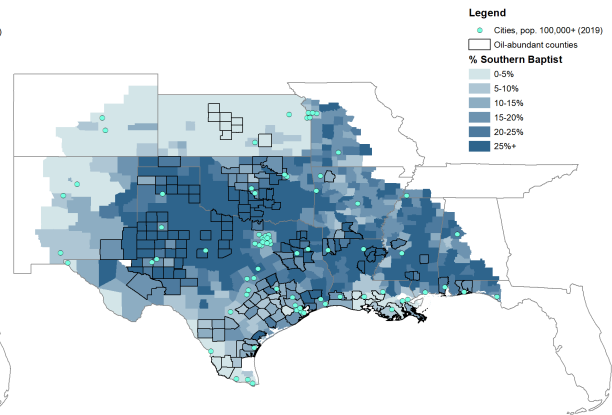 Legend
Cities, pop. 100,000+ (2019)
Oil-abundant counties
% Southern Baptist
0-5%
5-10%
10-15%
15-20%
20-25%
25%+
)